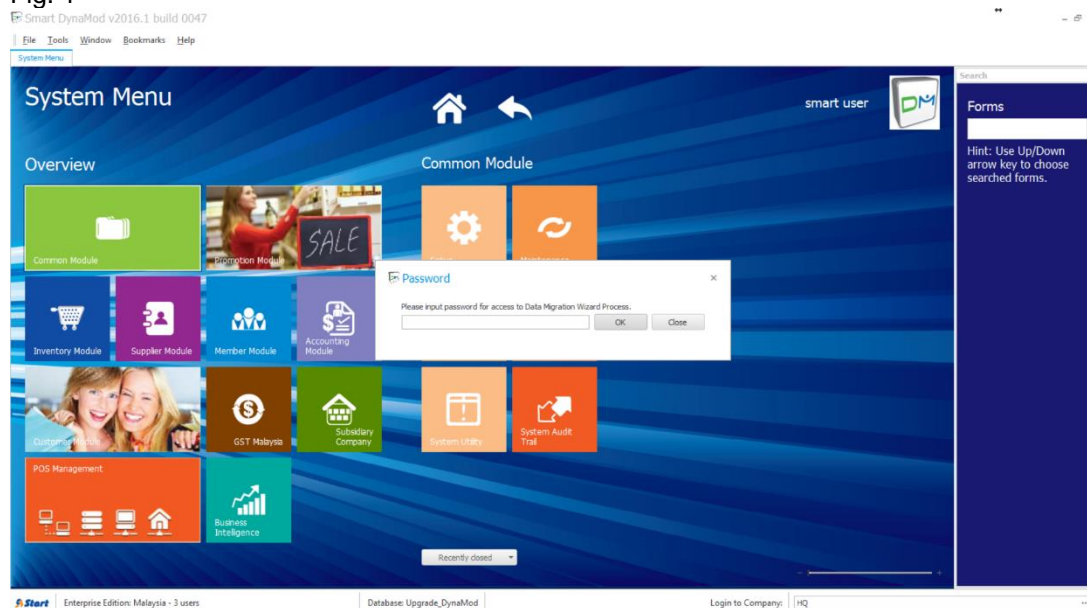 Smart DynaMod v2016.1 build 0047
File Tools Window Bookmarks Help
System Menu
System Menu
smart user
DM
Search
Forms
Hint: Use Up/Down
arrow key to choose
searched forms.
Overview
Common Module
Common Module
Promotion Module
SALE
Password
Please input password for access to Data Migration Wizard Process.
OK
Close
Inventory Module
Supplier Module
Member Module
Accounting
Module
Customer Module
GST Malaysia
Subsidiary
Company
System Utility
System Audit
Trail
POS Management
Business
Intelligence
Recently closed
Start
Enterprise Edition: Malaysia - 3 users
Database: Upgrade_DynaMod
Login to Company:
HQ